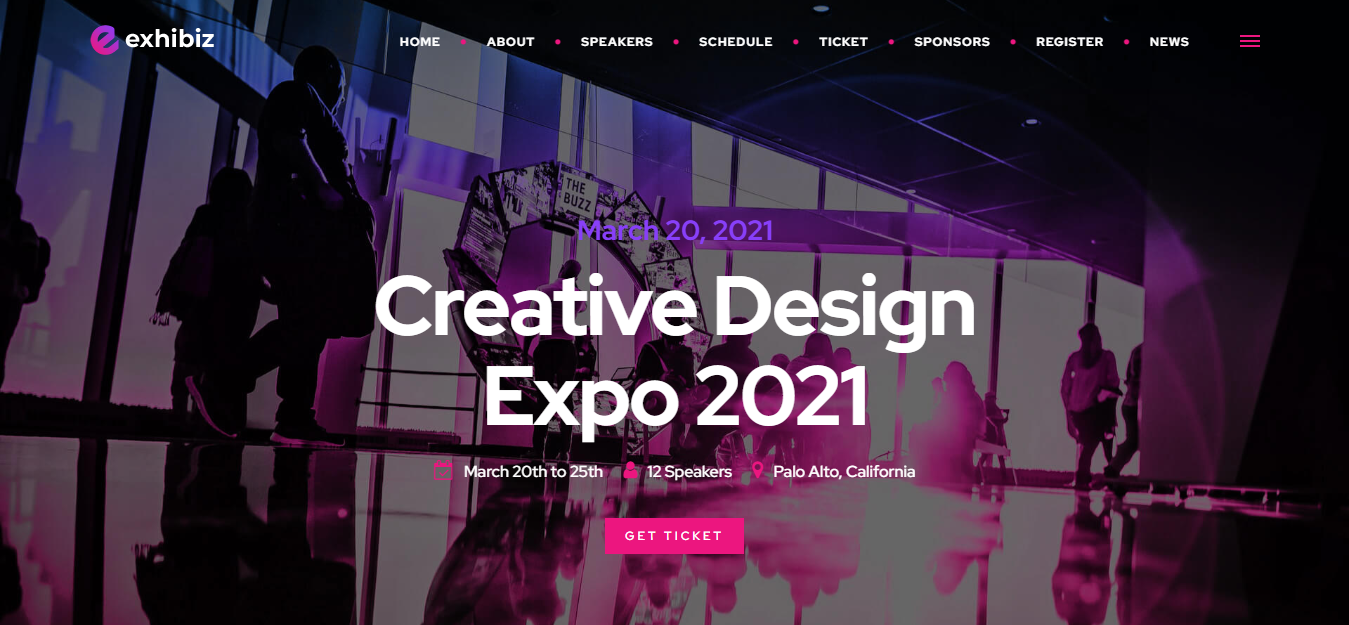 exhibiz
HOME • ABOUT • SPEAKERS • SCHEDULE • TICKET • SPONSORS • REGISTER • NEWS
THE
BUZZ
March 20, 2021
Creative Design
Expo 2021
March 20th to 25th 12 Speakers Palo Alto, California
GET TICKET